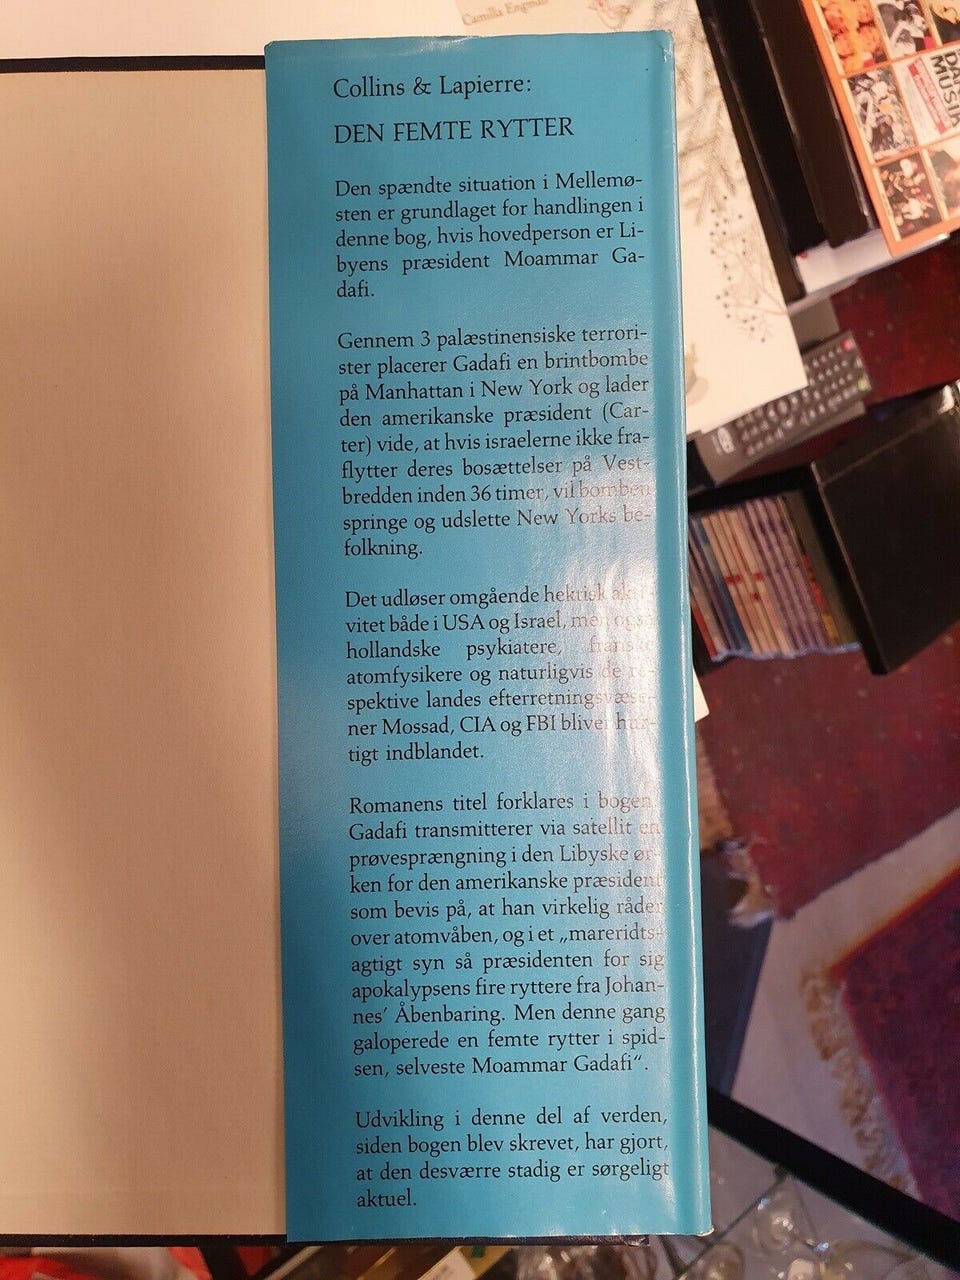 Camilla Engman
Collins & Lapierre:
DEN FEMTE RYTTER
Den spændte situation i Mellemø-
sten er grundlaget for handlingen i
denne bog, hvis hovedperson er Li-
byens præsident Moammar Ga-
dafi.
Gennem 3 palæstinensiske terrori-
ster placerer Gadafi en brintbombe
på Manhattan i New York og lader
den amerikanske præsident (Car-
ter) vide, at hvis israelerne ikke fra-
flytter deres bosættelser på Vest-
bredden inden 36 timer, vil bomben
springe og udslette New Yorks be-
folkning.
Det udløser omgående hektisk akti-
vitet både i USA og Israel, men også
hollandske psykiatere, franske
atomfysikere og naturligvis de re-
spektive landes efterretningsvæse-
ner Mossad, CIA og FBI bliver hur-
tigt indblandet.
Romanens titel forklares i bogen.
Gadafi transmitterer via satellit en
prøvesprængning i den Libyske ør-
ken for den amerikanske præsident
som bevis på, at han virkelig råder
over atomvåben, og i et „mareridts-
agtigt syn så præsidenten for sig
apokalypsens fire ryttere fra Johan-
nes' Åbenbaring. Men denne gang
galoperede en femte rytter i spid-
sen, selveste Moammar Gadafi“.
Udvikling i denne del af verden,
siden bogen blev skrevet, har gjort,
at den desværre stadig er sørgeligt
aktuel.